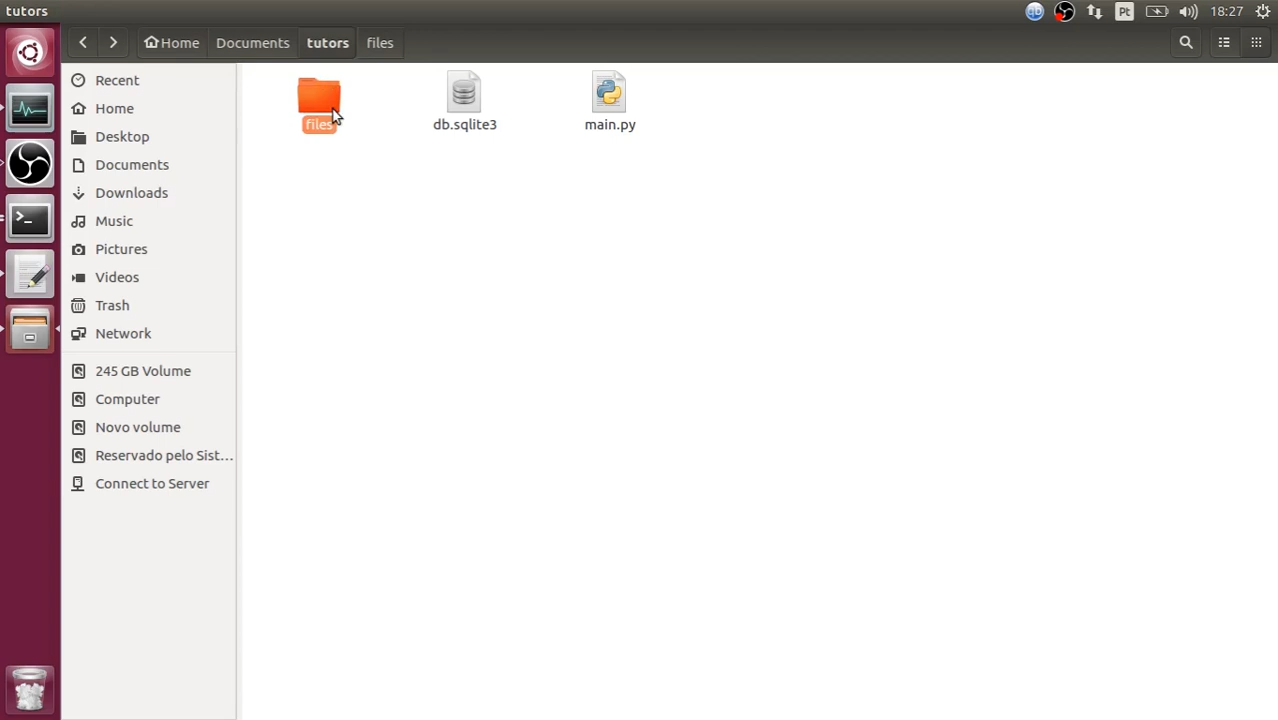 tutors
Pt
18:27
Home
Documents
tutors
files
Recent
Home
Desktop
Documents
Downloads
Music
Pictures
Videos
Trash
Network
245 GB Volume
Computer
Novo volume
Reservado pelo Sist...
Connect to Server
files
db.sqlite3
main.py